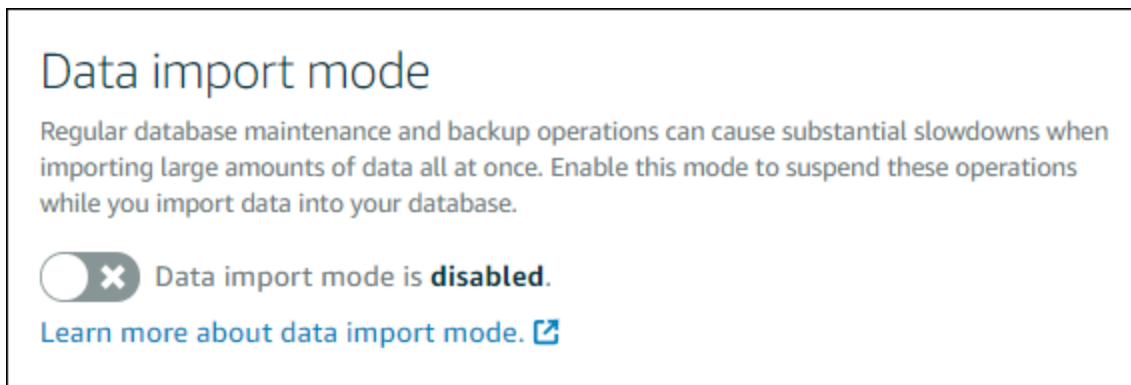 Data import mode
Regular database maintenance and backup operations can cause substantial slowdowns when
importing large amounts of data all at once. Enable this mode to suspend these operations
while you import data into your database.
Data import mode is disabled.
Learn more about data import mode.